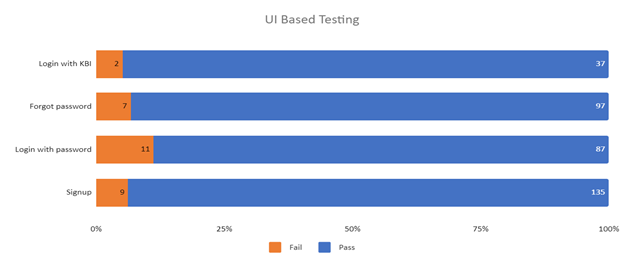 UI Based Testing
Login with KBI 2 37
Forgot password 7 97
Login with password 11 87
Signup 9 135
0% 25% 50% 75% 100%
Fail Pass